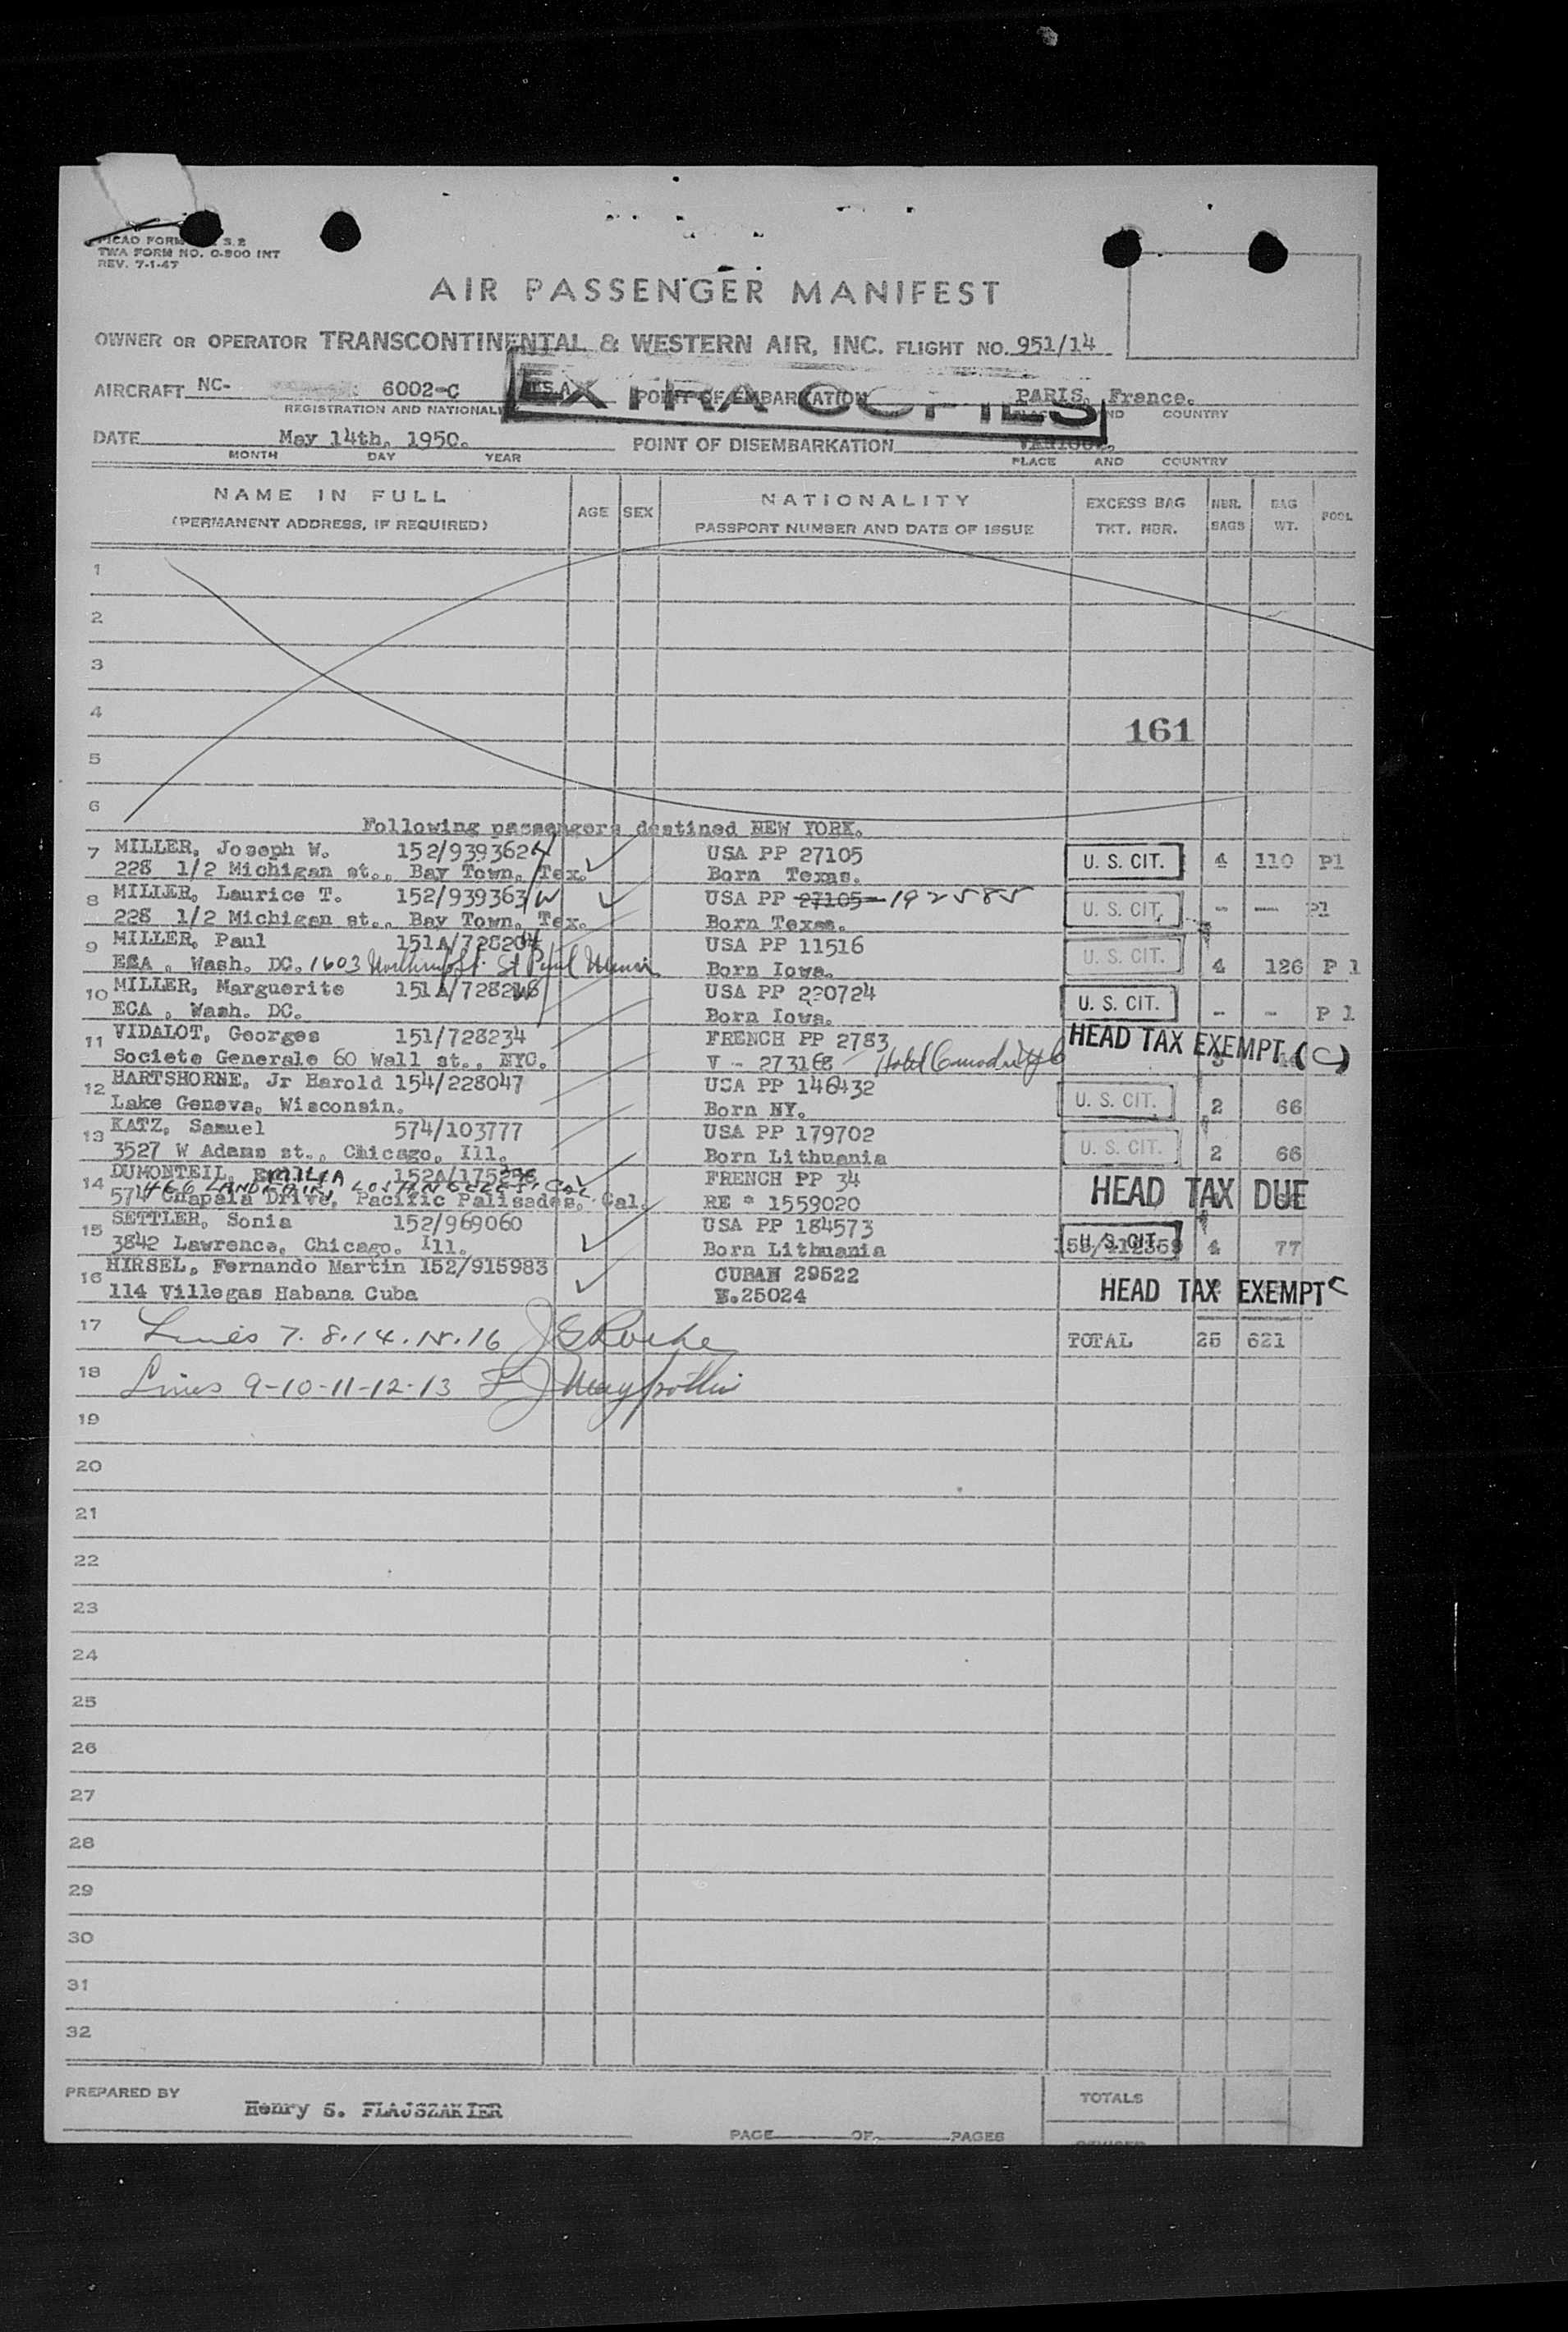 PICAO FORM S.2
TWA FORM NO. O-800 INT
REV. 7-1-47
AIR PASSENGER MANIFEST
OWNER OR OPERATOR TRANSCONTINENTAL & WESTERN AIR, INC. FLIGHT NO. 951/14
EXTRA COPIES
AIRCRAFT NC- 6002-C POINT OF EMBARKATION PARIS, France.
REGISTRATION AND COUNTRY
DATE May 14th, 1950. POINT OF DISEMBARKATION
MONTH DAY YEAR PLACE AND COUNTRY
NAME IN FULL AGE SEX NATIONALITY EXCESS BAG NBR. BAG POOL
(PERMANENT ADDRESS, IF REQUIRED) PASSPORT NUMBER AND DATE OF ISSUE TKT. NBR. BAGS WT.
1
2
3
4 161
5
6
Following passengers destined NEW YORK.
7 MILLER, Joseph W. 152/939362 USA PP 27105 U. S. CIT. 4 110 P1
228 1/2 Michigan st., Bay Town, Tex. Born Texas.
8 MILLER, Laurice T. 152/939363/W USA PP 27105 192585 U. S. CIT. - -- P1
228 1/2 Michigan st., Bay Town, Tex. Born Texas.
9 MILLER, Paul 151A/728204 USA PP 11516 U. S. CIT. 4 126 P 1
ECA , Wash. DC. 1603 St Paul Born Iowa.
10 MILLER, Marguerite USA PP 220724 U. S. CIT. - - P 1
ECA , Wash. DC. Born Iowa.
11 VIDALOT, Georges 151/728234 FRENCH PP 2783 HEAD TAX EXEMPT (C)
Societe Generale 60 Wall st., NYC. V - 273168 Hotel
12 HARTSHORNE, Jr Harold 154/228047 USA PP 146432 U. S. CIT. 2 66
Lake Geneva, Wisconsin. Born NY.
13 KATZ, Samuel 574/103777 USA PP 179702 U. S. CIT. 2 66
3527 W Adams st., Chicago, Ill. Born Lithuania
14 DUMONTEIL, FRENCH PP 34 HEAD TAX DUE
LANDFAIR, LOS ANGELES, CAL.
574 Chapala Drive, Pacific Palisades, Cal. RE * 1559020
15 SETTLER, Sonia 152/969060 USA PP 184573 U. S. CIT. 4 77
3842 Lawrence, Chicago, Ill. Born Lithuania
16 HIRSEL, Fernando Martin 152/915983 CUBAN 29522 HEAD TAX EXEMPT C
114 Villegas Habana Cuba N.25024
17 Lines 7. 8. 14. 15. 16 TOTAL 25 621
18 Lines 9-10-11-12-13
19
20
21
22
23
24
25
26
27
28
29
30
31
32
PREPARED BY Henry S. FLAJSZAKIER TOTALS
PAGE OF PAGES